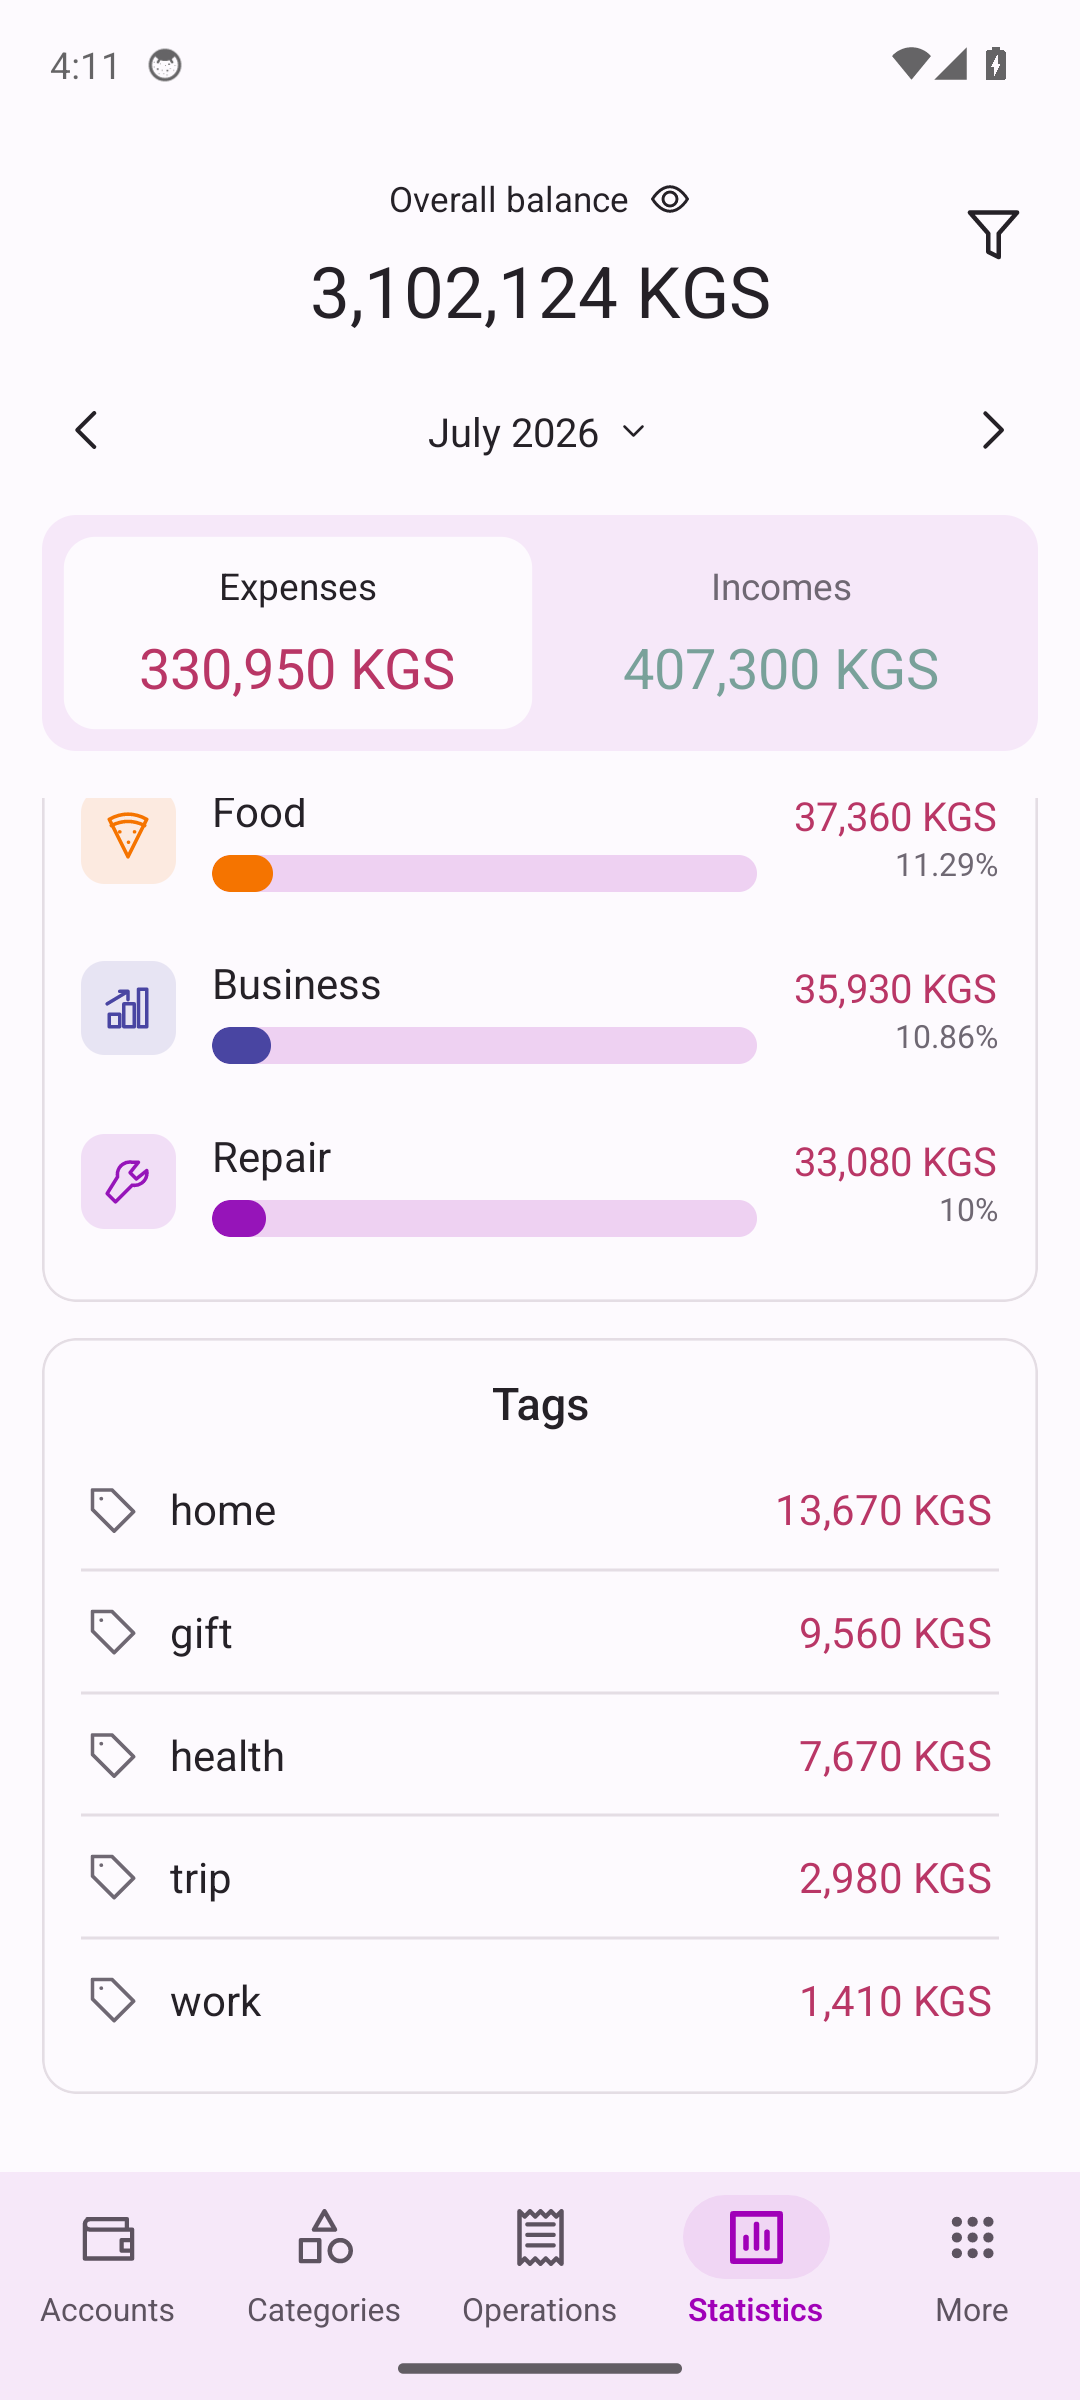 4:11
Overall balance
3,102,124 KGS
July 2026
Expenses
330,950 KGS
Incomes
407,300 KGS
Food
37,360 KGS
11.29%
Business
35,930 KGS
10.86%
Repair
33,080 KGS
10%
Tags
home 13,670 KGS
gift 9,560 KGS
health 7,670 KGS
trip 2,980 KGS
work 1,410 KGS
Accounts Categories Operations Statistics More